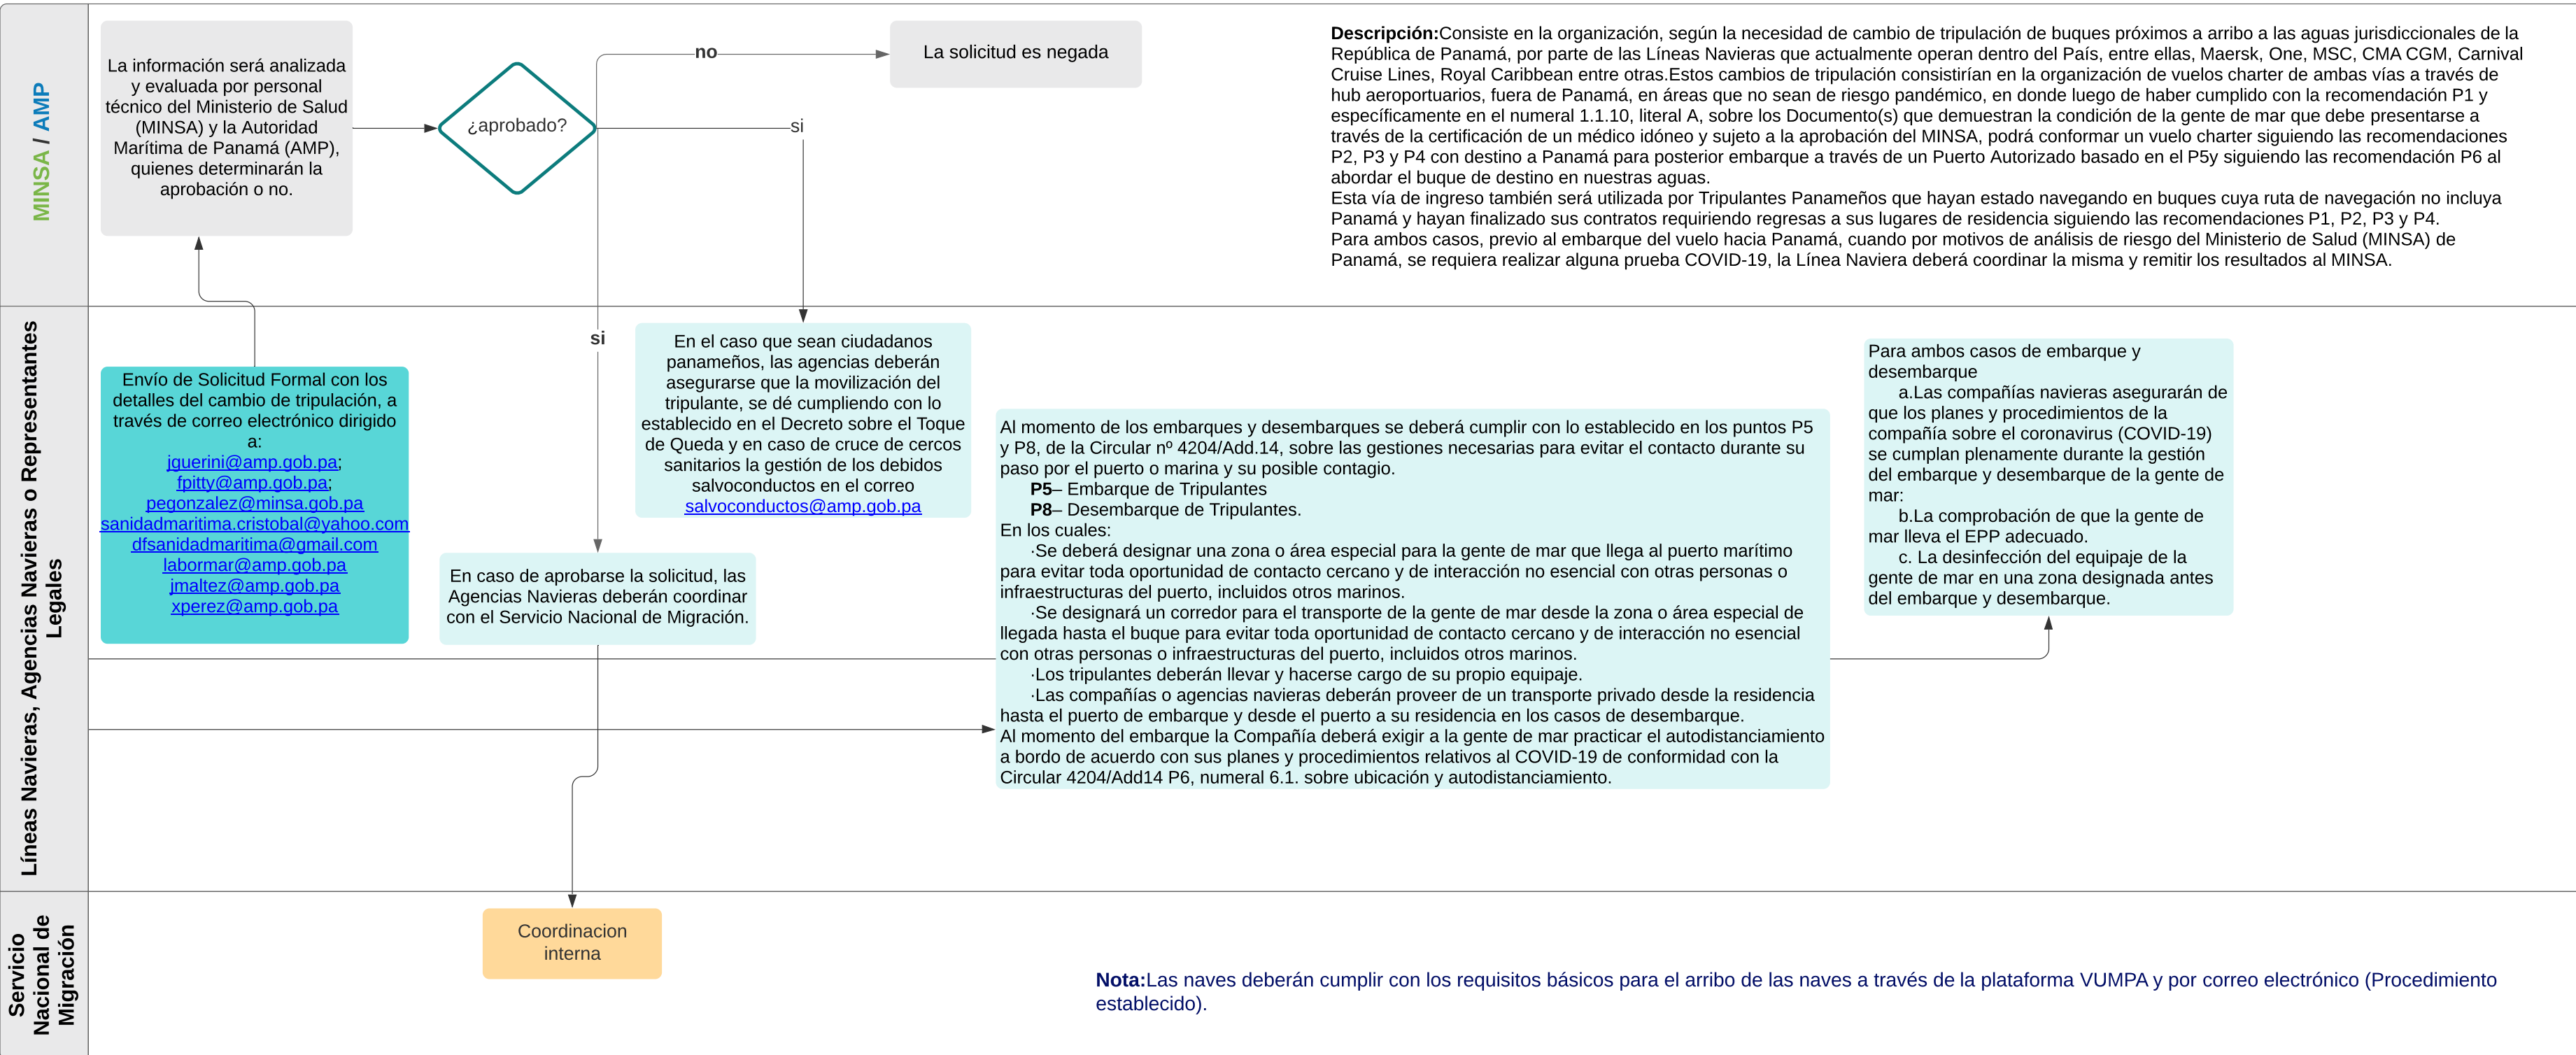 MINSA / AMP
La información será analizada
y evaluada por personal
técnico del Ministerio de Salud
(MINSA) y la Autoridad
Marítima de Panamá (AMP),
quienes determinarán la
aprobación o no.
¿aprobado?
no
La solicitud es negada
si
Descripción:Consiste en la organización, según la necesidad de cambio de tripulación de buques próximos a arribo a las aguas jurisdiccionales de la
República de Panamá, por parte de las Líneas Navieras que actualmente operan dentro del País, entre ellas, Maersk, One, MSC, CMA CGM, Carnival
Cruise Lines, Royal Caribbean entre otras.Estos cambios de tripulación consistirían en la organización de vuelos charter de ambas vías a través de
hub aeroportuarios, fuera de Panamá, en áreas que no sean de riesgo pandémico, en donde luego de haber cumplido con la recomendación P1 y
específicamente en el numeral 1.1.10, literal A, sobre los Documento(s) que demuestran la condición de la gente de mar que debe presentarse a
través de la certificación de un médico idóneo y sujeto a la aprobación del MINSA, podrá conformar un vuelo charter siguiendo las recomendaciones
P2, P3 y P4 con destino a Panamá para posterior embarque a través de un Puerto Autorizado basado en el P5y siguiendo las recomendación P6 al
abordar el buque de destino en nuestras aguas.
Esta vía de ingreso también será utilizada por Tripulantes Panameños que hayan estado navegando en buques cuya ruta de navegación no incluya
Panamá y hayan finalizado sus contratos requiriendo regresas a sus lugares de residencia siguiendo las recomendaciones P1, P2, P3 y P4.
Para ambos casos, previo al embarque del vuelo hacia Panamá, cuando por motivos de análisis de riesgo del Ministerio de Salud (MINSA) de
Panamá, se requiera realizar alguna prueba COVID-19, la Línea Naviera deberá coordinar la misma y remitir los resultados al MINSA.
Líneas Navieras, Agencias Navieras o Representantes
Legales
Envío de Solicitud Formal con los
detalles del cambio de tripulación, a
través de correo electrónico dirigido
a:
jguerini@amp.gob.pa;
fpitty@amp.gob.pa;
pegonzalez@minsa.gob.pa
sanidadmaritima.cristobal@yahoo.com
dfsanidadmaritima@gmail.com
labormar@amp.gob.pa
jmaltez@amp.gob.pa
xperez@amp.gob.pa
si
En el caso que sean ciudadanos
panameños, las agencias deberán
asegurarse que la movilización del
tripulante, se dé cumpliendo con lo
establecido en el Decreto sobre el Toque
de Queda y en caso de cruce de cercos
sanitarios la gestión de los debidos
salvoconductos en el correo
salvoconductos@amp.gob.pa
En caso de aprobarse la solicitud, las
Agencias Navieras deberán coordinar
con el Servicio Nacional de Migración.
Al momento de los embarques y desembarques se deberá cumplir con lo establecido en los puntos P5
y P8, de la Circular nº 4204/Add.14, sobre las gestiones necesarias para evitar el contacto durante su
paso por el puerto o marina y su posible contagio.
P5– Embarque de Tripulantes
P8– Desembarque de Tripulantes.
En los cuales:
·Se deberá designar una zona o área especial para la gente de mar que llega al puerto marítimo
para evitar toda oportunidad de contacto cercano y de interacción no esencial con otras personas o
infraestructuras del puerto, incluidos otros marinos.
·Se designará un corredor para el transporte de la gente de mar desde la zona o área especial de
llegada hasta el buque para evitar toda oportunidad de contacto cercano y de interacción no esencial
con otras personas o infraestructuras del puerto, incluidos otros marinos.
·Los tripulantes deberán llevar y hacerse cargo de su propio equipaje.
·Las compañías o agencias navieras deberán proveer de un transporte privado desde la residencia
hasta el puerto de embarque y desde el puerto a su residencia en los casos de desembarque.
Al momento del embarque la Compañía deberá exigir a la gente de mar practicar el autodistanciamiento
a bordo de acuerdo con sus planes y procedimientos relativos al COVID-19 de conformidad con la
Circular 4204/Add14 P6, numeral 6.1. sobre ubicación y autodistanciamiento.
Para ambos casos de embarque y
desembarque
a.Las compañías navieras asegurarán de
que los planes y procedimientos de la
compañía sobre el coronavirus (COVID-19)
se cumplan plenamente durante la gestión
del embarque y desembarque de la gente de
mar:
b.La comprobación de que la gente de
mar lleva el EPP adecuado.
c. La desinfección del equipaje de la
gente de mar en una zona designada antes
del embarque y desembarque.
Servicio
Nacional de
Migración
Coordinacion
interna
Nota:Las naves deberán cumplir con los requisitos básicos para el arribo de las naves a través de la plataforma VUMPA y por correo electrónico (Procedimiento
establecido).